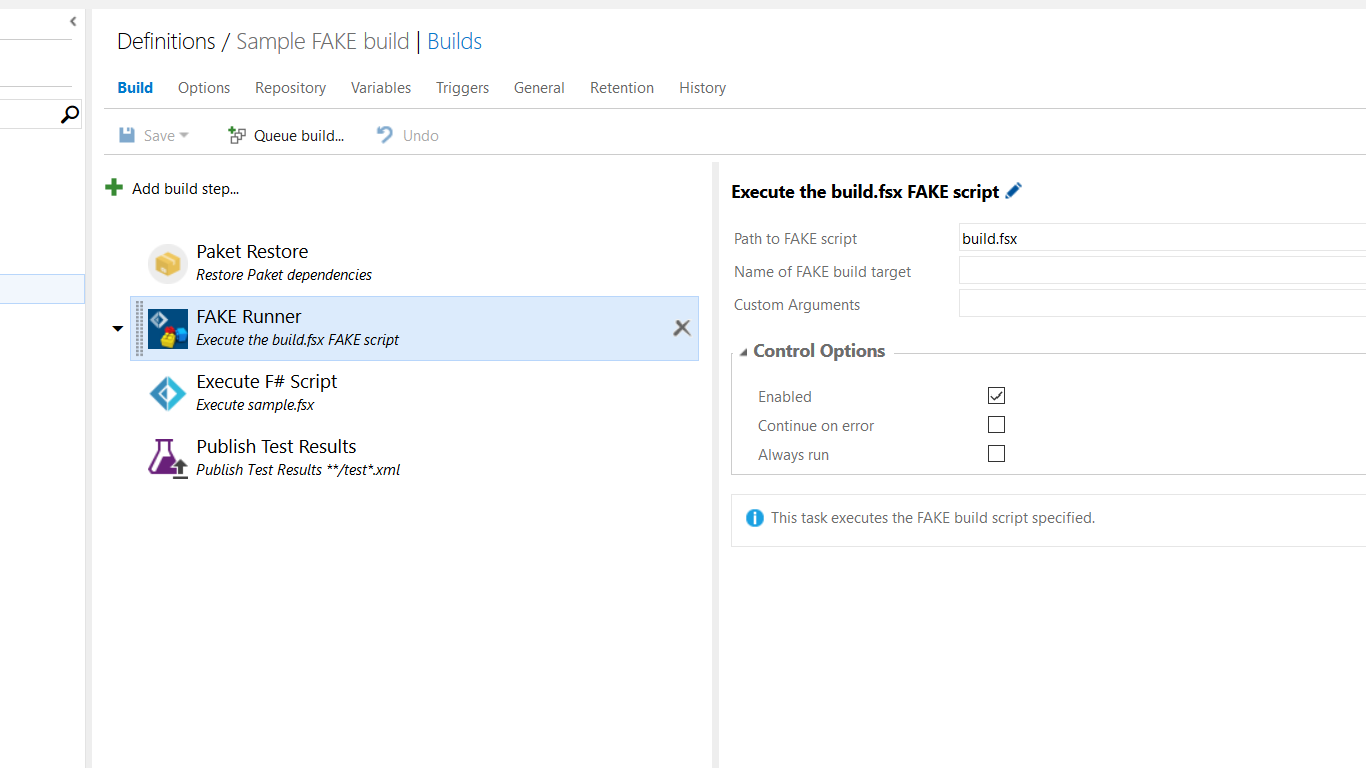 Definitions / Sample FAKE build | Builds
Build Options Repository Variables Triggers General Retention History
Save Queue build... Undo
Add build step...
Paket Restore
Restore Paket dependencies
FAKE Runner
Execute the build.fsx FAKE script
Execute F# Script
Execute sample.fsx
Publish Test Results
Publish Test Results **/test*.xml
Execute the build.fsx FAKE script
Path to FAKE script build.fsx
Name of FAKE build target
Custom Arguments
Control Options
Enabled
Continue on error
Always run
This task executes the FAKE build script specified.